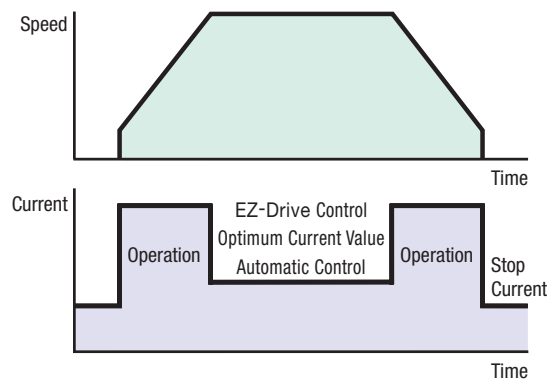 Speed
Time
Current
EZ-Drive Control
Optimum Current Value
Automatic Control
Operation
Operation
Stop
Current
Time